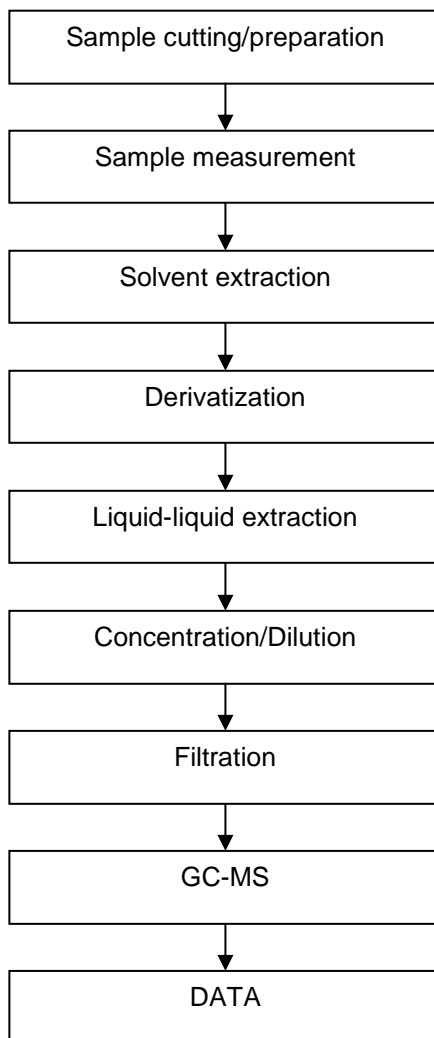 Sample cutting/preparation
Sample measurement
Solvent extraction
Derivatization
Liquid-liquid extraction
Concentration/Dilution
Filtration
GC-MS
DATA